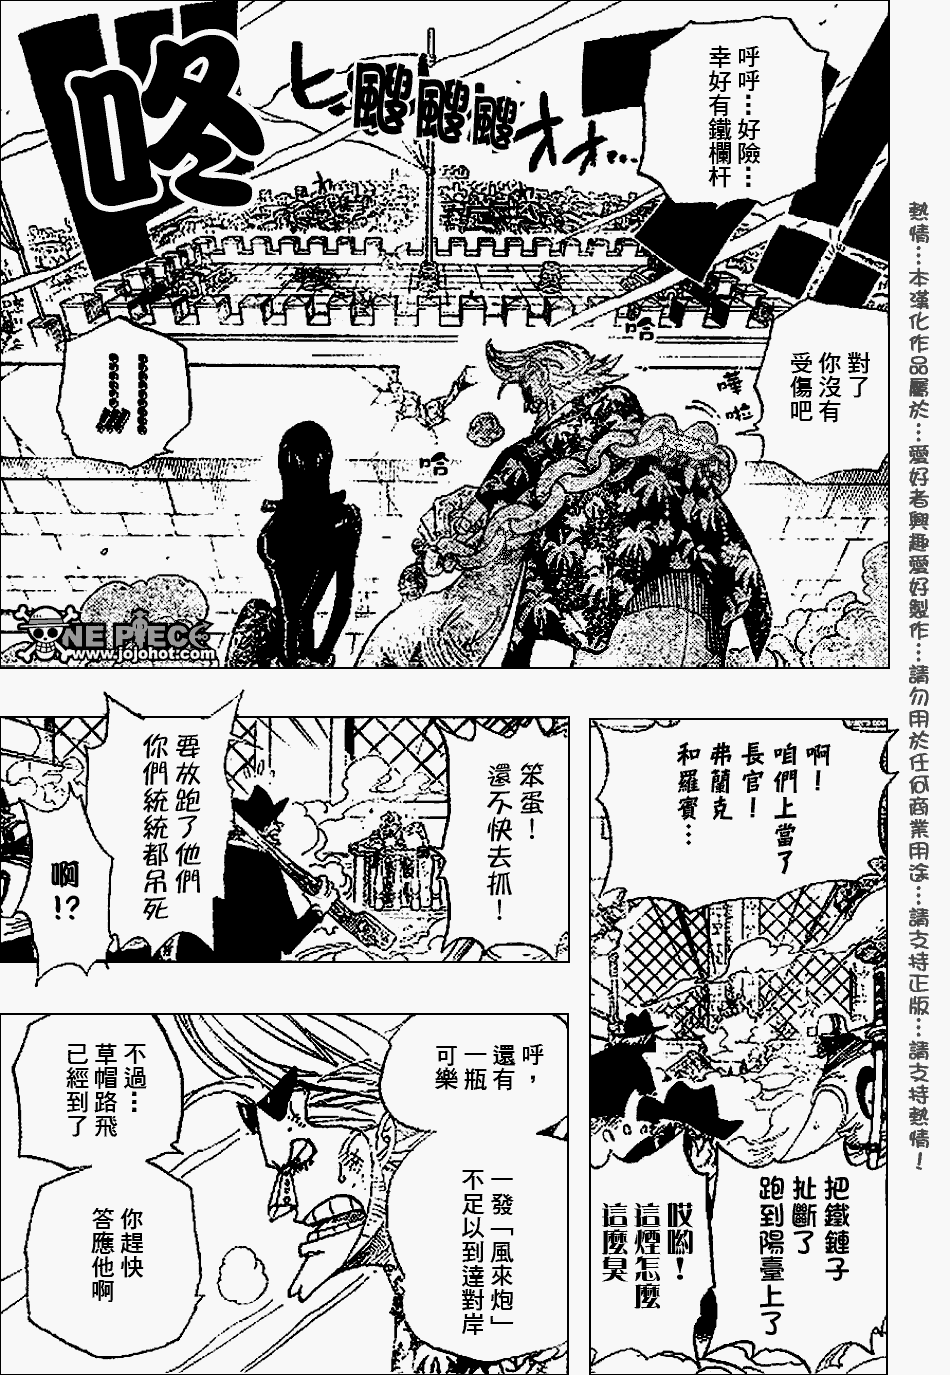 呼呼…好險…
幸好有鐵欄杆
咚
颼颼颼
ヒ
オ
オオ…
對了
你沒有
受傷吧
哈
嘩
啦
哈
………………
………………!!!
ONE PIECE
www.jojohot.com
啊!
咱們上當了
長官!
弗蘭克
和羅賓…
把鐵鏈子
扯斷了
跑到陽臺上了
哎喲!
這煙怎麼
這麼臭
笨蛋!
還不快去抓!
要放跑了他們
你們統統都吊死
啊!?
呼，
還有
一瓶
可樂
一發「風來炮」
不足以到達對岸
不過…
草帽路飛
已經到了
你趕快
答應他啊
熱情…本漢化作品屬於…愛好者興趣愛好製作…請勿用於任何商業用途…請支持正版…請支持熱情!